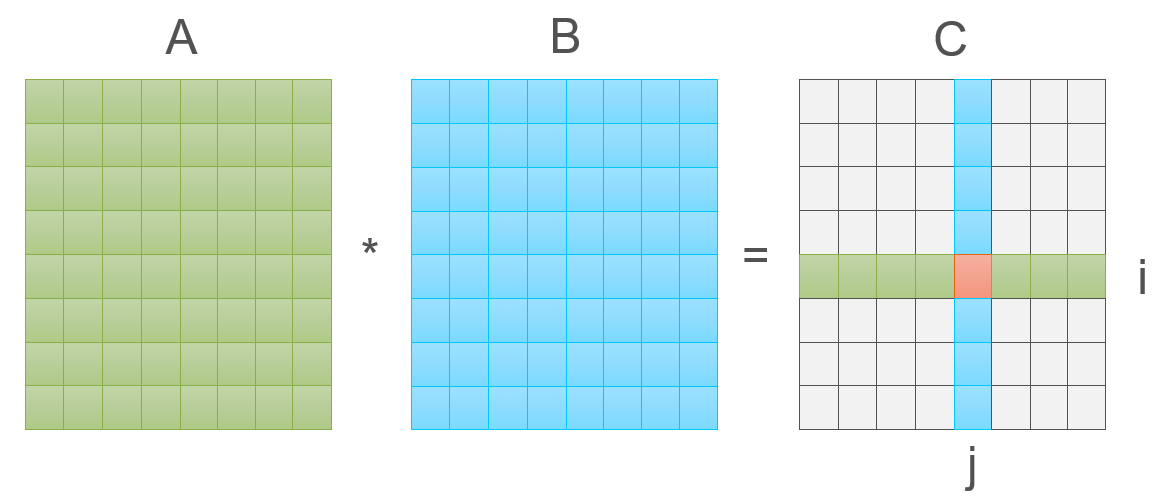 A B C
* = i
j